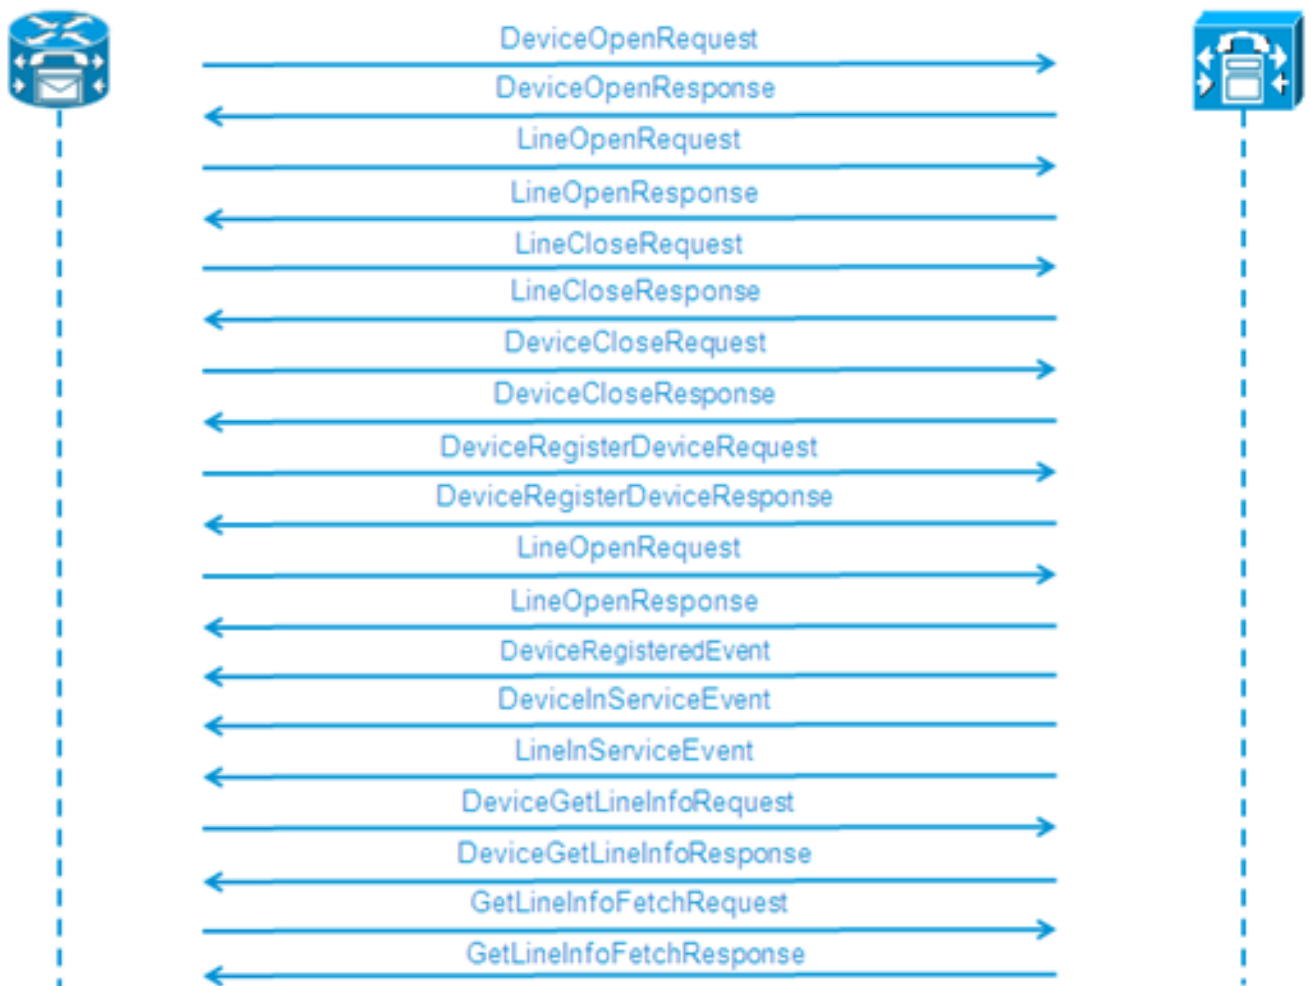 DeviceOpenRequest
DeviceOpenResponse
LineOpenRequest
LineOpenResponse
LineCloseRequest
LineCloseResponse
DeviceCloseRequest
DeviceCloseResponse
DeviceRegisterDeviceRequest
DeviceRegisterDeviceResponse
LineOpenRequest
LineOpenResponse
DeviceRegisteredEvent
DeviceInServiceEvent
LineInServiceEvent
DeviceGetLineInfoRequest
DeviceGetLineInfoResponse
GetLineInfoFetchRequest
GetLineInfoFetchResponse